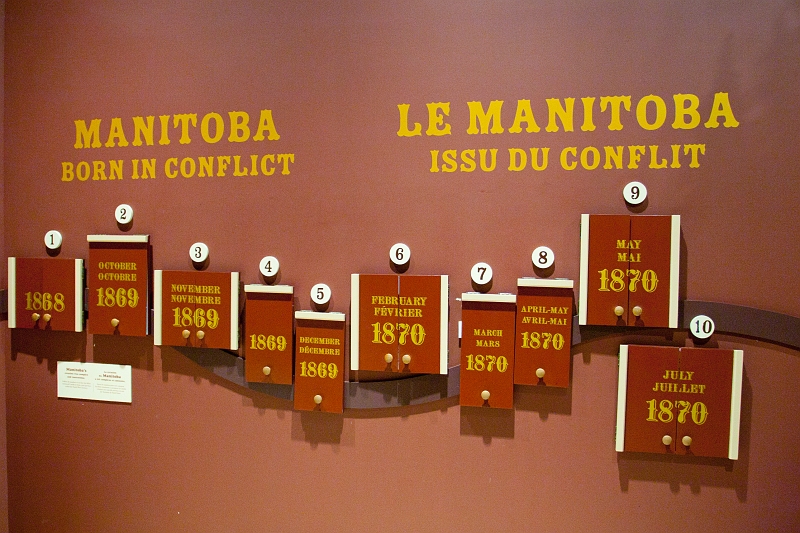 MANITOBA
BORN IN CONFLICT
LE MANITOBA
ISSU DU CONFLIT
1
1868
2
OCTOBER
OCTOBRE
1869
3
NOVEMBER
NOVEMBRE
1869
4
1869
5
DECEMBER
DÉCEMBRE
1869
6
FEBRUARY
FÉVRIER
1870
7
MARCH
MARS
1870
8
APRIL-MAY
AVRIL-MAI
1870
9
MAY
MAI
1870
10
JULY
JUILLET
1870